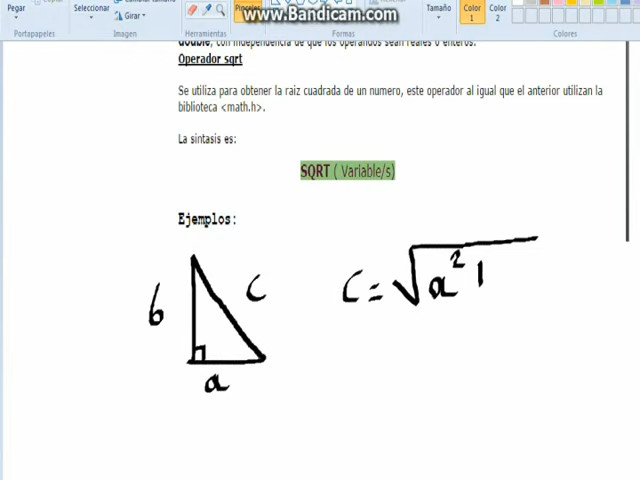 Pegar
Seleccionar
Girar
Pinceles
Tamaño
Color
1
Color
2
www.Bandicam.com
Portapapeles
Imagen
Herramientas
Formas
Colores
double, con independencia de que los operandos sean reales o enteros.
Operador sqrt
Se utiliza para obtener la raiz cuadrada de un numero, este operador al igual que el anterior utilizan la
biblioteca <math.h>.
La sintasis es:
SQRT ( Variable/s)
Ejemplos:
b
c
a
c = √a²